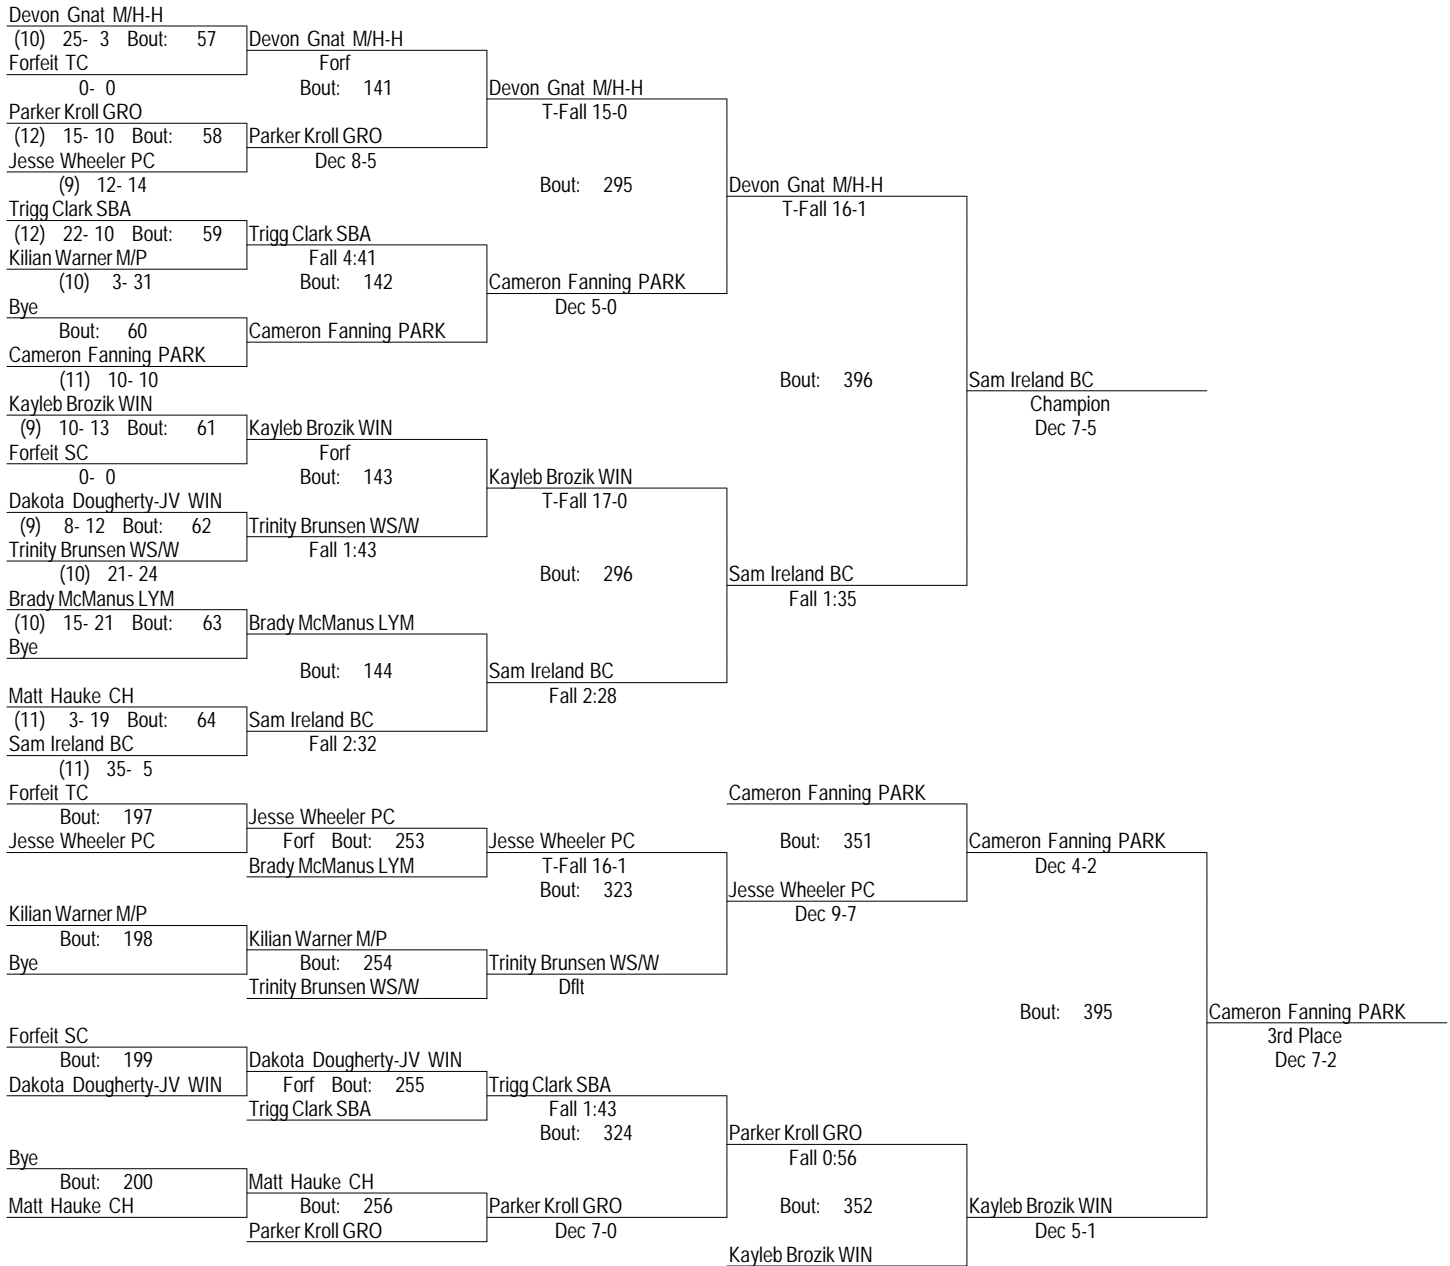 Devon Gnat M/H-H
(10) 25- 3 Bout: 57 Devon Gnat M/H-H
Forfeit TC Forf
0- 0 Bout: 141 Devon Gnat M/H-H
Parker Kroll GRO T-Fall 15-0
(12) 15- 10 Bout: 58 Parker Kroll GRO
Jesse Wheeler PC Dec 8-5
(9) 12- 14 Bout: 295 Devon Gnat M/H-H
Trigg Clark SBA T-Fall 16-1
(12) 22- 10 Bout: 59 Trigg Clark SBA
Kilian Warner M/P Fall 4:41
(10) 3- 31 Bout: 142 Cameron Fanning PARK
Bye Dec 5-0
Bout: 60 Cameron Fanning PARK
Cameron Fanning PARK
(11) 10- 10 Bout: 396 Sam Ireland BC
Kayleb Brozik WIN Champion
(9) 10- 13 Bout: 61 Kayleb Brozik WIN Dec 7-5
Forfeit SC Forf
0- 0 Bout: 143 Kayleb Brozik WIN
Dakota Dougherty-JV WIN T-Fall 17-0
(9) 8- 12 Bout: 62 Trinity Brunsen WS/W
Trinity Brunsen WS/W Fall 1:43
(10) 21- 24 Bout: 296 Sam Ireland BC
Brady McManus LYM Fall 1:35
(10) 15- 21 Bout: 63 Brady McManus LYM
Bye
Bout: 144 Sam Ireland BC
Matt Hauke CH Fall 2:28
(11) 3- 19 Bout: 64 Sam Ireland BC
Sam Ireland BC Fall 2:32
(11) 35- 5
Forfeit TC Cameron Fanning PARK
Bout: 197 Jesse Wheeler PC
Jesse Wheeler PC Forf Bout: 253 Jesse Wheeler PC Bout: 351 Cameron Fanning PARK
Brady McManus LYM T-Fall 16-1 Dec 4-2
Bout: 323 Jesse Wheeler PC
Kilian Warner M/P Dec 9-7
Bout: 198 Kilian Warner M/P
Bye Bout: 254 Trinity Brunsen WS/W
Trinity Brunsen WS/W Dflt
Bout: 395 Cameron Fanning PARK
Forfeit SC 3rd Place
Bout: 199 Dakota Dougherty-JV WIN Dec 7-2
Dakota Dougherty-JV WIN Forf Bout: 255 Trigg Clark SBA
Trigg Clark SBA Fall 1:43
Bout: 324 Parker Kroll GRO
Bye Fall 0:56
Bout: 200 Matt Hauke CH
Matt Hauke CH Bout: 256 Parker Kroll GRO Bout: 352 Kayleb Brozik WIN
Parker Kroll GRO Dec 7-0 Dec 5-1
Kayleb Brozik WIN